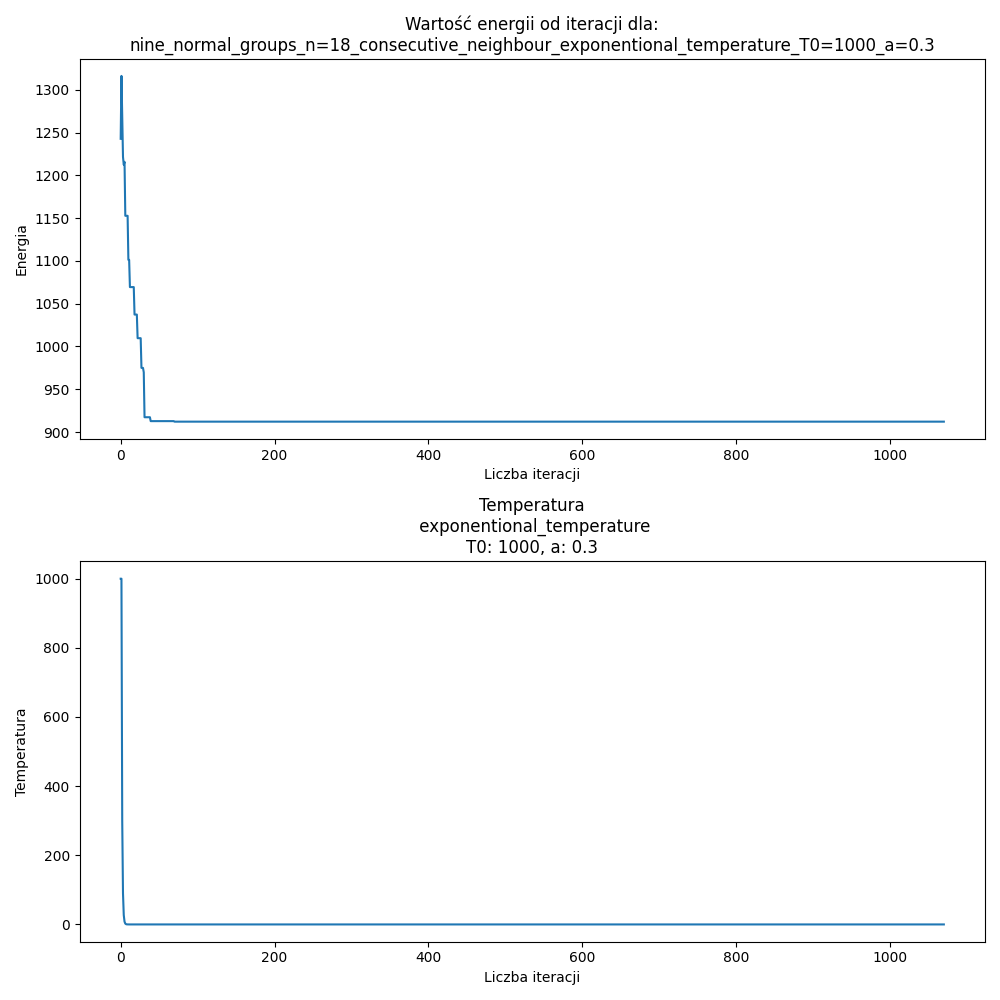 Wartość energii od iteracji dla:
nine_normal_groups_n=18_consecutive_neighbour_exponentional_temperature_T0=1000_a=0.3
1300
1250
1200
1150
1100
1050
1000
950
900
Energia
0 200 400 600 800 1000
Liczba iteracji
Temperatura
exponentional_temperature
T0: 1000, a: 0.3
1000
800
600
400
200
0
Temperatura
0 200 400 600 800 1000
Liczba iteracji